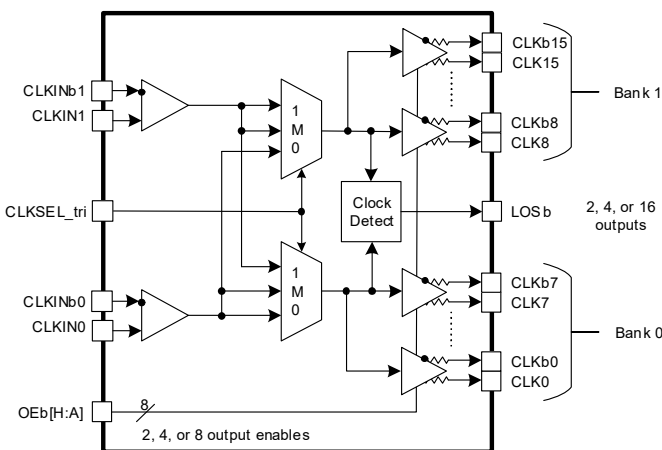 CLKINb1
CLKIN1
CLKSEL_tri
CLKINb0
CLKIN0
OEb[H:A]
8
2, 4, or 8 output enables
1
M
0
1
M
0
Clock
Detect
CLKb15
CLK15
CLKb8
CLK8
LOSb
CLKb7
CLK7
CLKb0
CLK0
Bank 1
2, 4, or 16
outputs
Bank 0